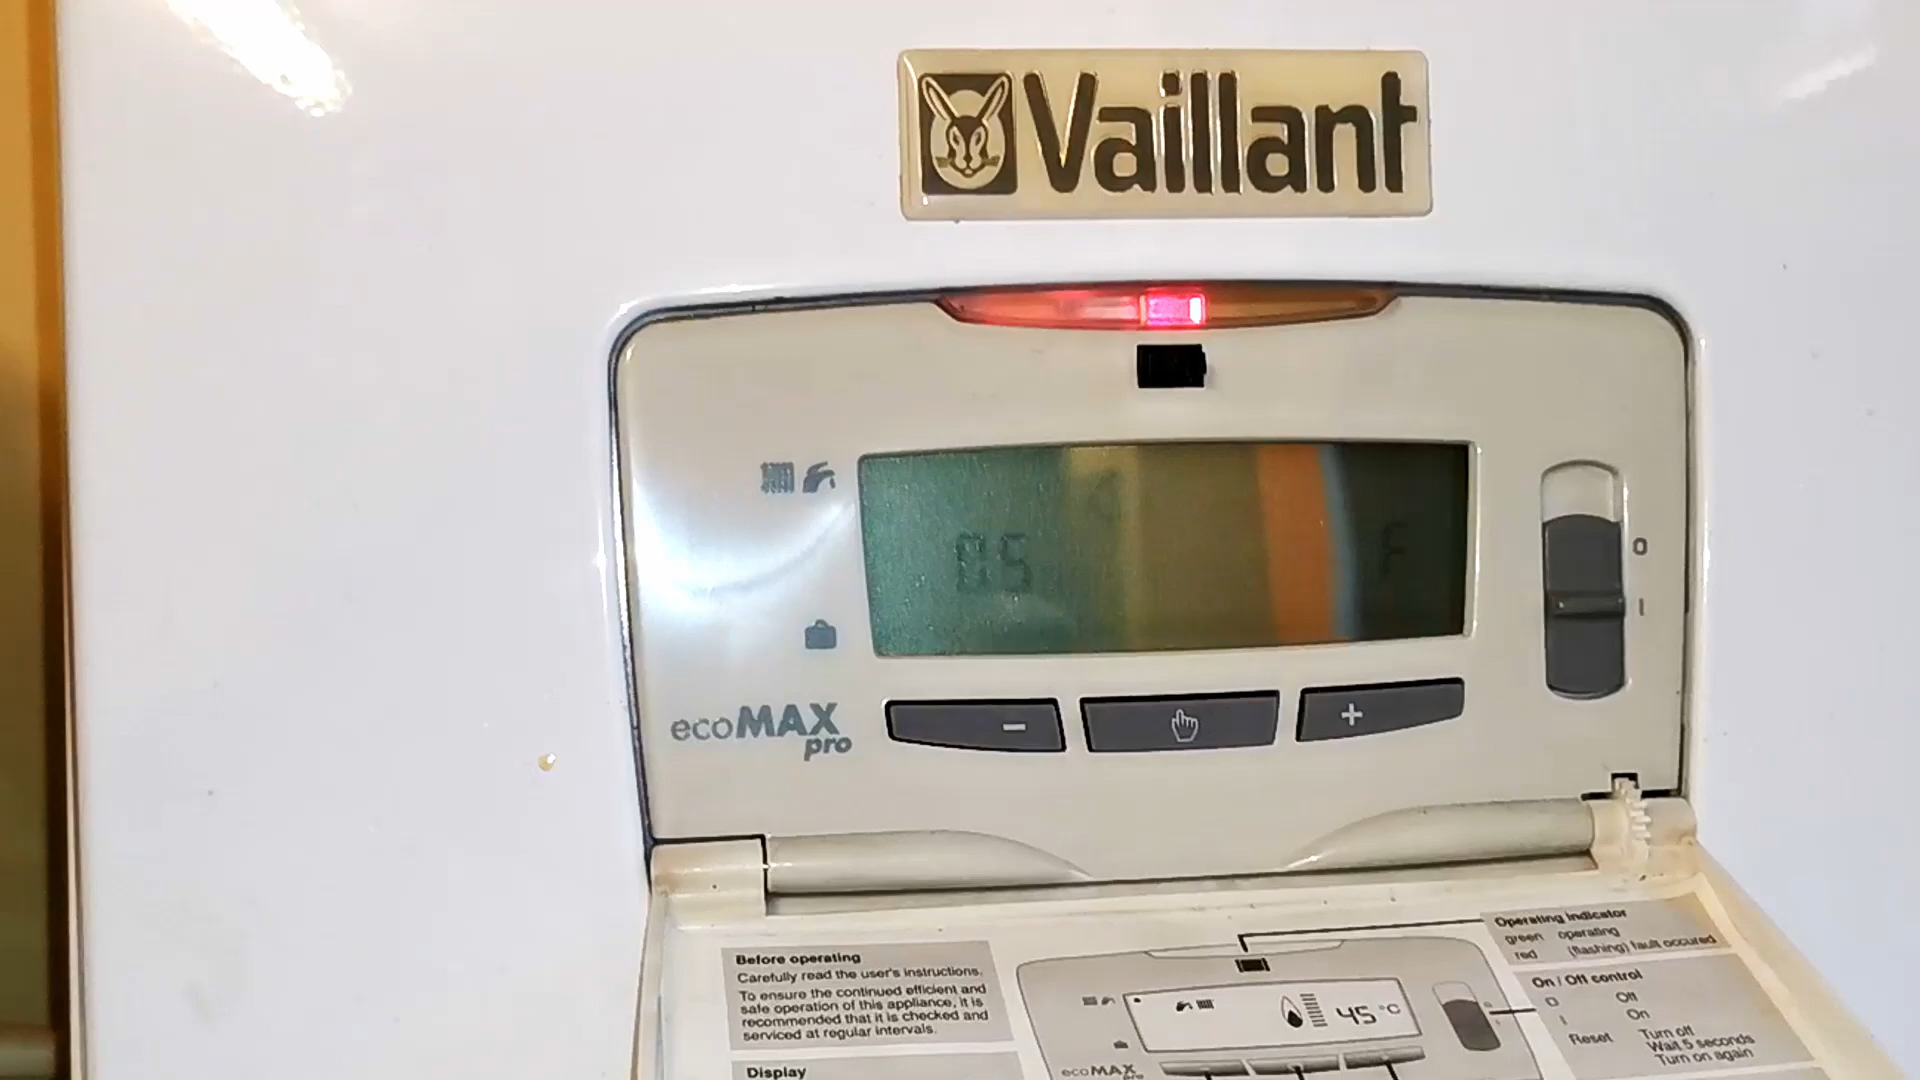 Vaillant
05 F
O
I
ecoMAX
pro
−
+
Before operating
Carefully read the user's instructions.
To ensure the continued efficient and
safe operation of this appliance, it is
recommended that it is checked and
serviced at regular intervals.
Display
45 °C
ecoMAX
pro
Operating indicator
green operating
red (flashing) fault occured
On / Off control
O Off
I On
Reset Turn off
Wait 5 seconds
Turn on again